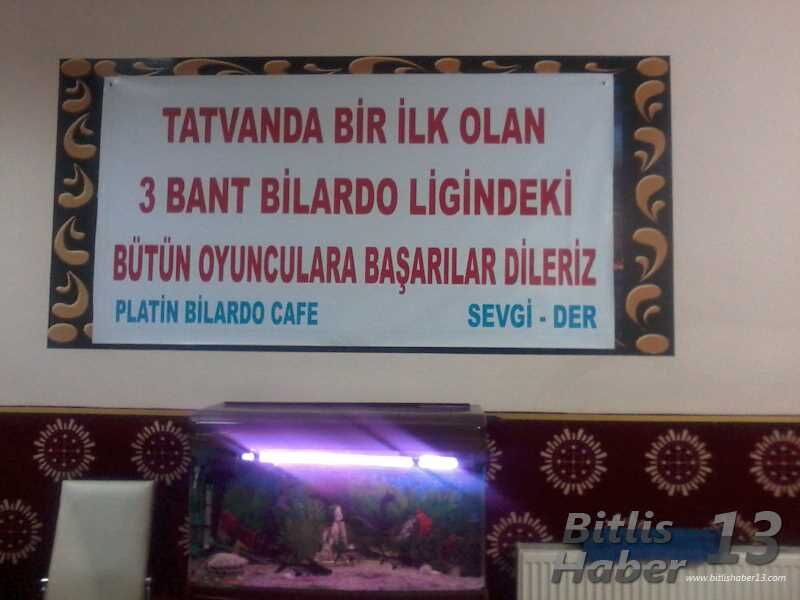 TATVANDA BİR İLK OLAN
3 BANT BİLARDO LİGİNDEKİ
BÜTÜN OYUNCULARA BAŞARILAR DİLERİZ
PLATİN BİLARDO CAFE SEVGİ - DER
Bitlis 13
Haber
www.bitlishaber13.com